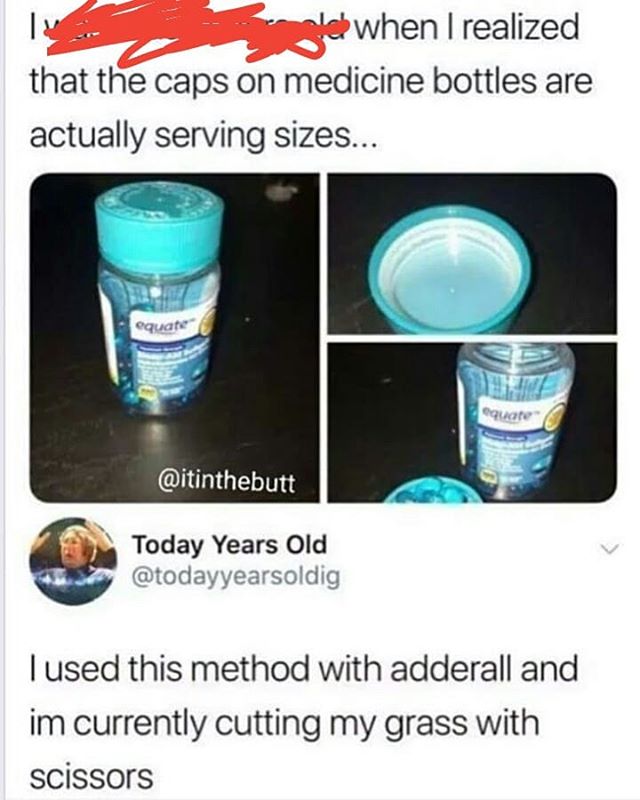 I when I realized
that the caps on medicine bottles are
actually serving sizes...
equate
equate
@itinthebutt
Today Years Old
@todayyearsoldig
I used this method with adderall and
im currently cutting my grass with
scissors